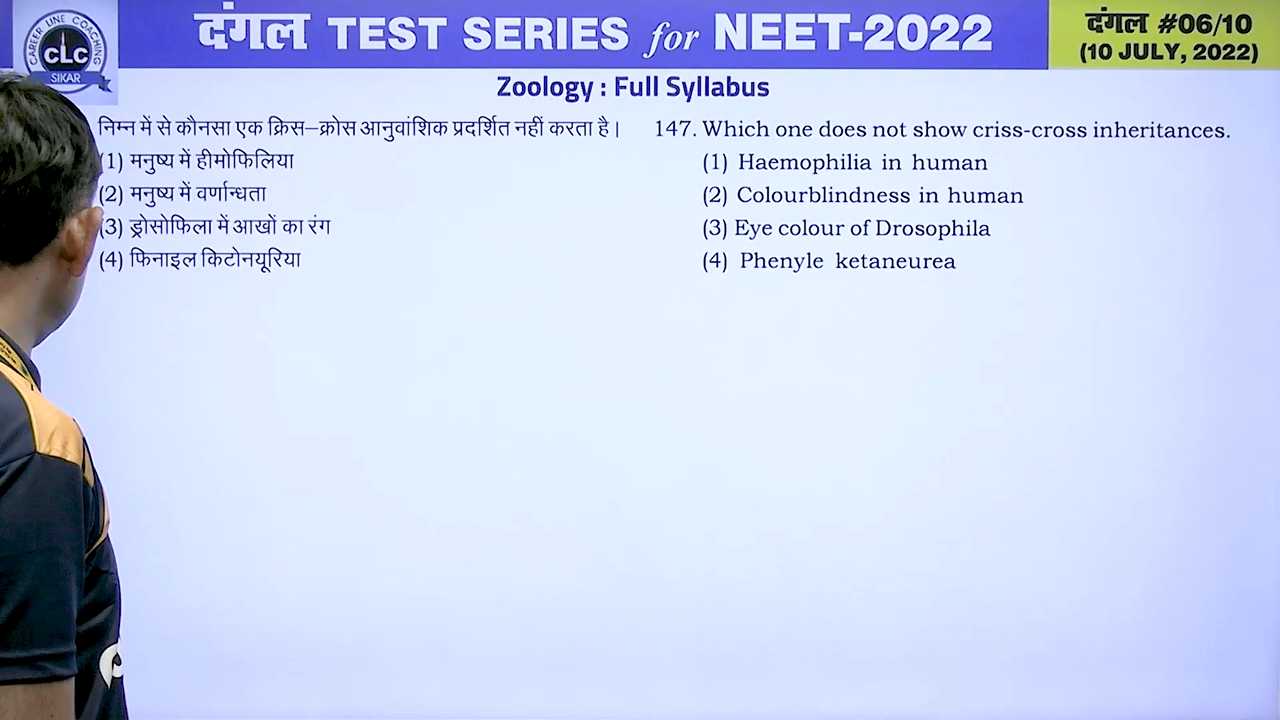 दंगल TEST SERIES for NEET-2022
दंगल #06/10
(10 JULY, 2022)
CAREER LINE COACHING
CLC
SIKAR
Zoology : Full Syllabus
निम्न में से कौनसा एक क्रिस–क्रोस आनुवांशिक प्रदर्शित नहीं करता है।
(1) मनुष्य में हीमोफिलिया
(2) मनुष्य में वर्णान्धता
(3) ड्रोसोफिला में आखों का रंग
(4) फिनाइल किटोनयूरिया
147. Which one does not show criss-cross inheritances.
(1) Haemophilia in human
(2) Colourblindness in human
(3) Eye colour of Drosophila
(4) Phenyle ketaneurea